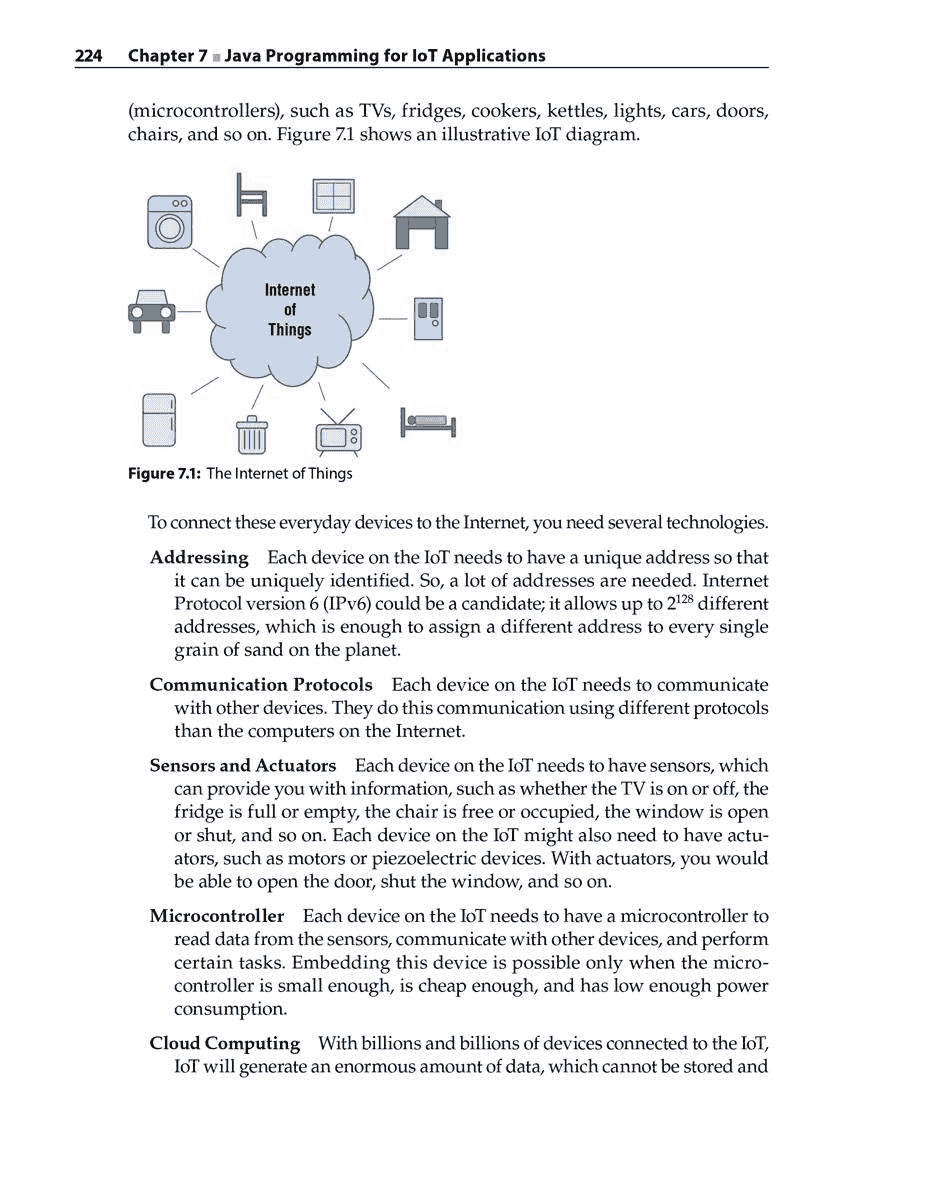 224 Chapter 7 ■ Java Programming for IoT Applications
(microcontrollers), such as TVs, fridges, cookers, kettles, lights, cars, doors,
chairs, and so on. Figure 7.1 shows an illustrative IoT diagram.
Internet
of
Things
Figure 7.1: The Internet of Things
To connect these everyday devices to the Internet, you need several technologies.
Addressing Each device on the IoT needs to have a unique address so that
it can be uniquely identified. So, a lot of addresses are needed. Internet
Protocol version 6 (IPv6) could be a candidate; it allows up to 2¹²⁸ different
addresses, which is enough to assign a different address to every single
grain of sand on the planet.
Communication Protocols Each device on the IoT needs to communicate
with other devices. They do this communication using different protocols
than the computers on the Internet.
Sensors and Actuators Each device on the IoT needs to have sensors, which
can provide you with information, such as whether the TV is on or off, the
fridge is full or empty, the chair is free or occupied, the window is open
or shut, and so on. Each device on the IoT might also need to have actu-
ators, such as motors or piezoelectric devices. With actuators, you would
be able to open the door, shut the window, and so on.
Microcontroller Each device on the IoT needs to have a microcontroller to
read data from the sensors, communicate with other devices, and perform
certain tasks. Embedding this device is possible only when the micro-
controller is small enough, is cheap enough, and has low enough power
consumption.
Cloud Computing With billions and billions of devices connected to the IoT,
IoT will generate an enormous amount of data, which cannot be stored and